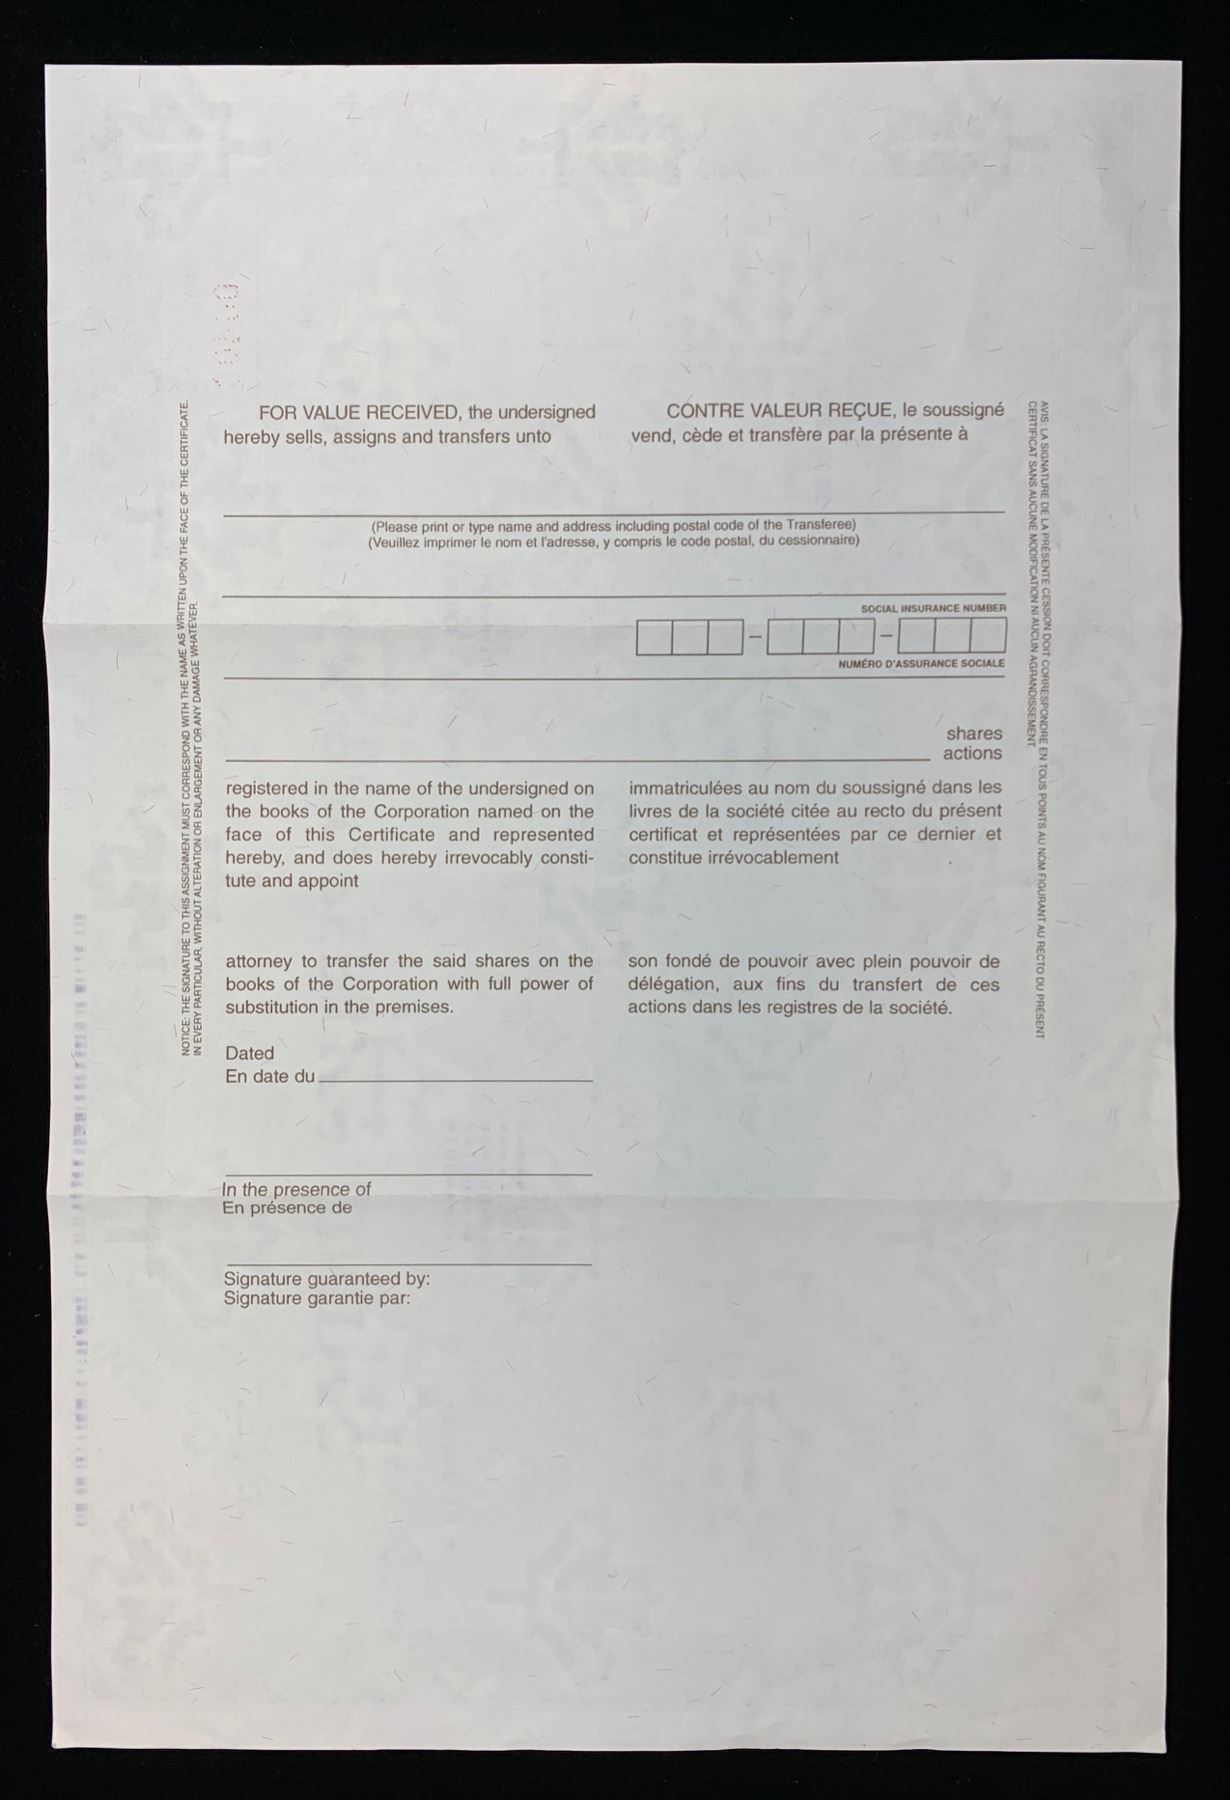 FOR VALUE RECEIVED, the undersigned
hereby sells, assigns and transfers unto
CONTRE VALEUR REÇUE, le soussigné
vend, cède et transfère par la présente à
(Please print or type name and address including postal code of the Transferee)
(Veuillez imprimer le nom et l'adresse, y compris le code postal, du cessionnaire)
SOCIAL INSURANCE NUMBER
– –
NUMÉRO D'ASSURANCE SOCIALE
shares
actions
registered in the name of the undersigned on
the books of the Corporation named on the
face of this Certificate and represented
hereby, and does hereby irrevocably consti-
tute and appoint
immatriculées au nom du soussigné dans les
livres de la société citée au recto du présent
certificat et représentées par ce dernier et
constitue irrévocablement
attorney to transfer the said shares on the
books of the Corporation with full power of
substitution in the premises.
son fondé de pouvoir avec plein pouvoir de
délégation, aux fins du transfert de ces
actions dans les registres de la société.
Dated
En date du
In the presence of
En présence de
Signature guaranteed by:
Signature garantie par:
NOTICE: THE SIGNATURE TO THIS ASSIGNMENT MUST CORRESPOND WITH THE NAME AS WRITTEN UPON THE FACE OF THE CERTIFICATE.
IN EVERY PARTICULAR, WITHOUT ALTERATION OR ENLARGEMENT OR ANY DAMAGE WHATEVER.
AVIS: LA SIGNATURE DE LA PRÉSENTE CESSION DOIT CORRESPONDRE EN TOUS POINTS AU NOM FIGURANT AU RECTO DU PRÉSENT
CERTIFICAT SANS AUCUNE MODIFICATION NI AUCUN AGRANDISSEMENT.